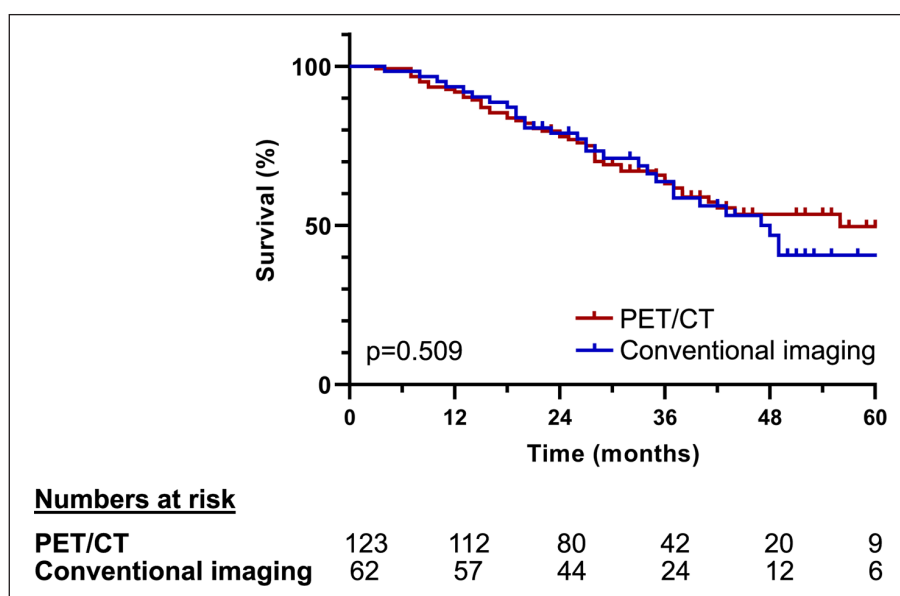 100
50
0
Survival (%)
PET/CT
Conventional imaging
p=0.509
0 12 24 36 48 60
Time (months)
Numbers at risk
PET/CT 123 112 80 42 20 9
Conventional imaging 62 57 44 24 12 6